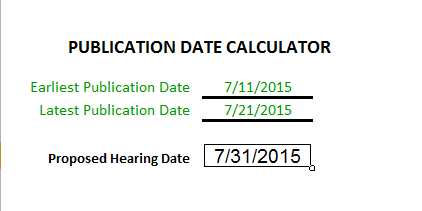 PUBLICATION DATE CALCULATOR
Earliest Publication Date 7/11/2015
Latest Publication Date 7/21/2015
Proposed Hearing Date 7/31/2015